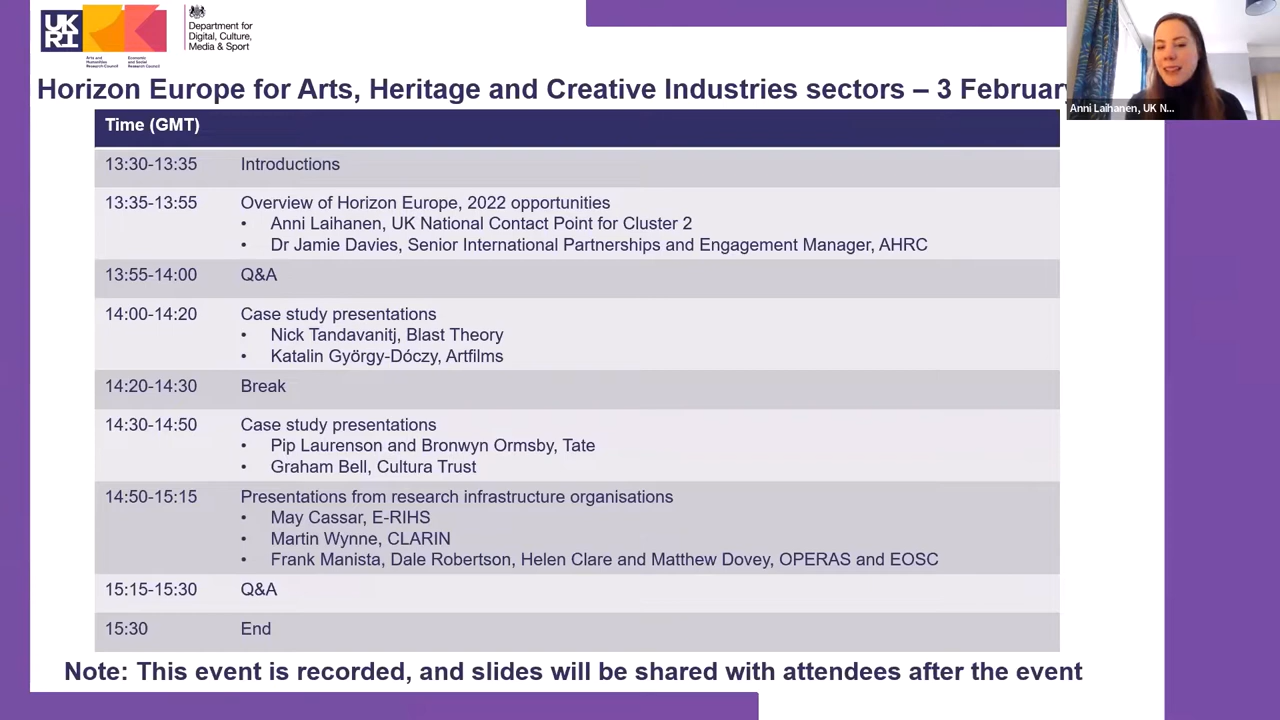 UK
RI
Arts and
Humanities
Research Council
Economic
and Social
Research Council
Department for
Digital, Culture,
Media & Sport
Horizon Europe for Arts, Heritage and Creative Industries sectors – 3 February
Anni Laihanen, UK N...
Time (GMT)
13:30-13:35 Introductions
13:35-13:55 Overview of Horizon Europe, 2022 opportunities
• Anni Laihanen, UK National Contact Point for Cluster 2
• Dr Jamie Davies, Senior International Partnerships and Engagement Manager, AHRC
13:55-14:00 Q&A
14:00-14:20 Case study presentations
• Nick Tandavanitj, Blast Theory
• Katalin György-Dóczy, Artfilms
14:20-14:30 Break
14:30-14:50 Case study presentations
• Pip Laurenson and Bronwyn Ormsby, Tate
• Graham Bell, Cultura Trust
14:50-15:15 Presentations from research infrastructure organisations
• May Cassar, E-RIHS
• Martin Wynne, CLARIN
• Frank Manista, Dale Robertson, Helen Clare and Matthew Dovey, OPERAS and EOSC
15:15-15:30 Q&A
15:30 End
Note: This event is recorded, and slides will be shared with attendees after the event